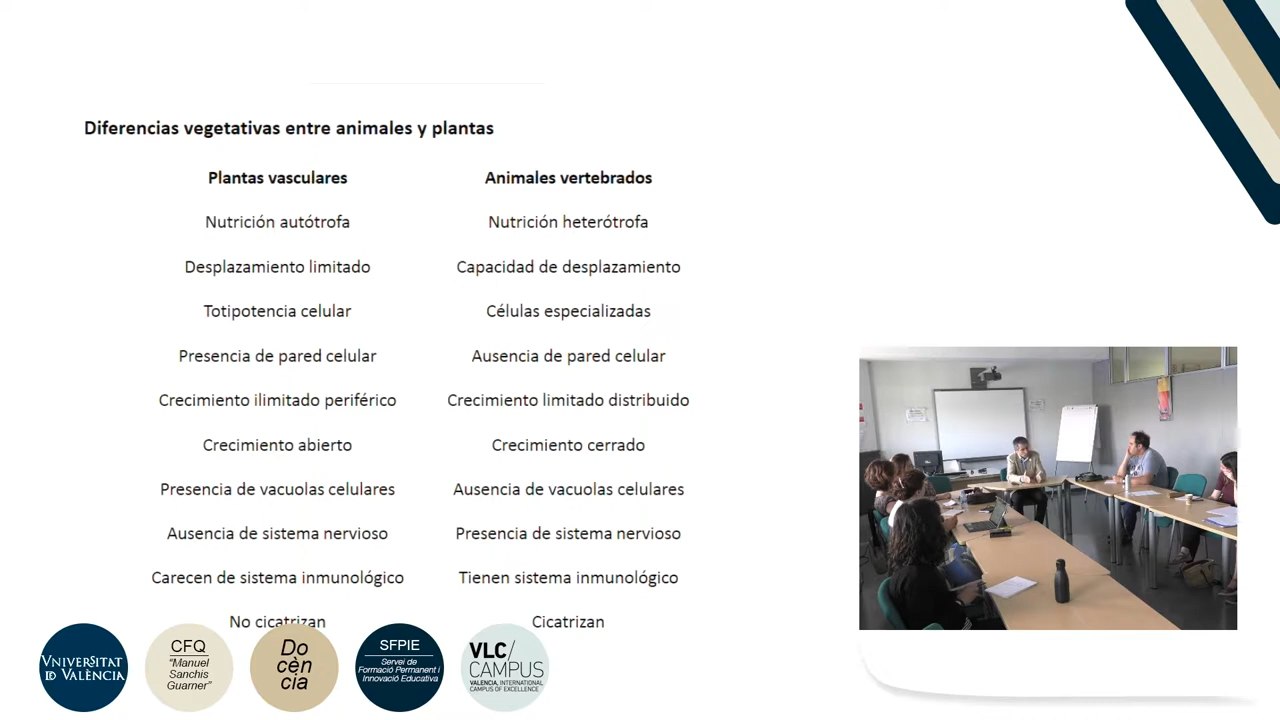 Diferencias vegetativas entre animales y plantas
Plantas vasculares Animales vertebrados
Nutrición autótrofa Nutrición heterótrofa
Desplazamiento limitado Capacidad de desplazamiento
Totipotencia celular Células especializadas
Presencia de pared celular Ausencia de pared celular
Crecimiento ilimitado periférico Crecimiento limitado distribuido
Crecimiento abierto Crecimiento cerrado
Presencia de vacuolas celulares Ausencia de vacuolas celulares
Ausencia de sistema nervioso Presencia de sistema nervioso
Carecen de sistema inmunológico Tienen sistema inmunológico
No cicatrizan Cicatrizan
VNIVERSITAT
ID VALÈNCIA
CFQ
"Manuel
Sanchis
Guarner"
Do
cèn
cia
SFPIE
Servei de
Formació Permanent i
Innovació Educativa
VLC/
CAMPUS
VALENCIA, INTERNATIONAL
CAMPUS OF EXCELLENCE